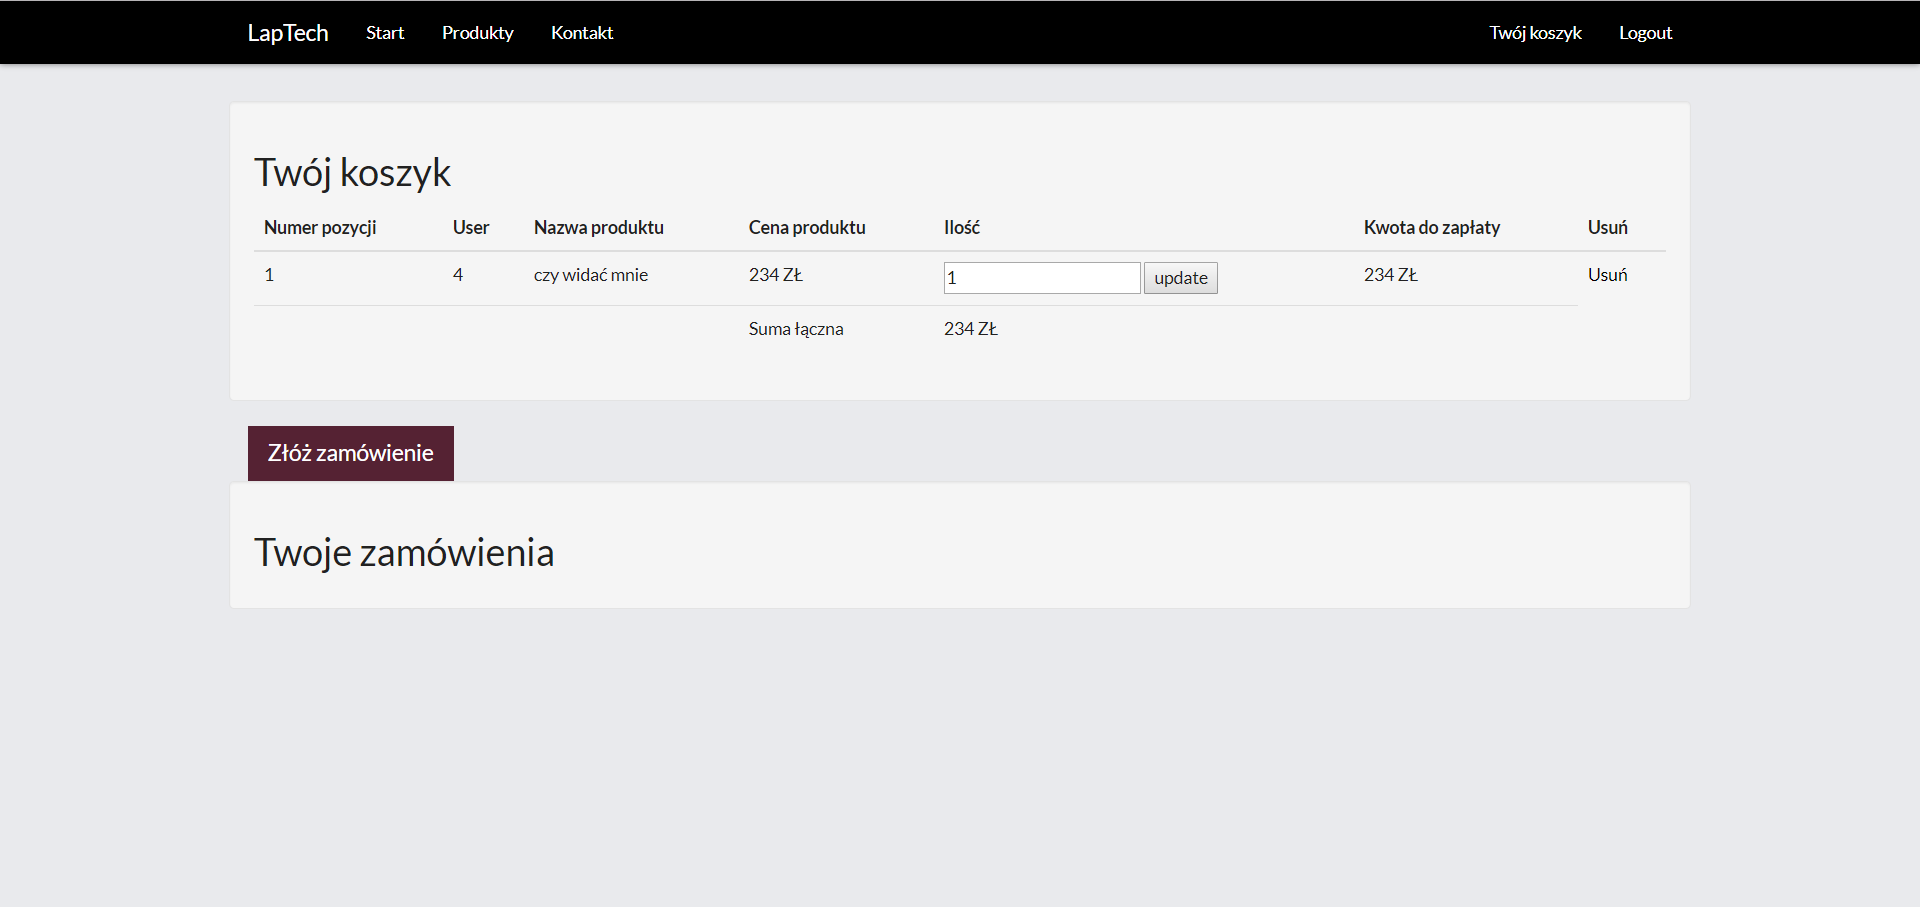 LapTech Start Produkty Kontakt Twój koszyk Logout
Twój koszyk
Numer pozycji User Nazwa produktu Cena produktu Ilość Kwota do zapłaty Usuń
1 4 czy widać mnie 234 ZŁ 1 update 234 ZŁ Usuń
Suma łączna 234 ZŁ
Złóż zamówienie
Twoje zamówienia